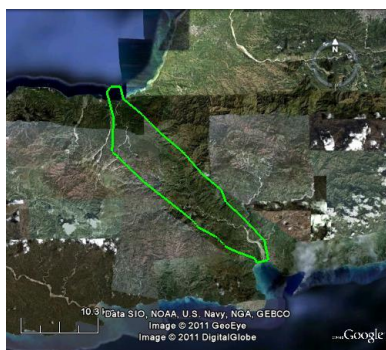 N
10.3
Data SIO, NOAA, U.S. Navy, NGA, GEBCO
Image © 2011 GeoEye
Image © 2011 DigitalGlobe
Google